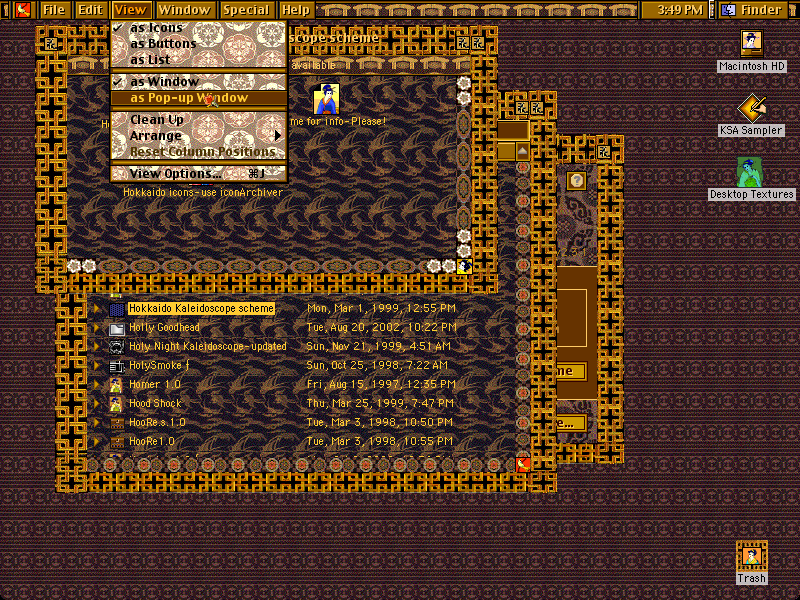 File Edit View Window Special Help 3:49 PM Finder
as Icons
as Buttons
as List
as Window
as Pop-up Window
Clean Up
Arrange
Reset Column Positions
View Options... ⌘J
scope scheme
available
me for info-Please!
Hokkaido icons-use iconArchiver
Hokkaido Kaleidoscope scheme Mon, Mar 1, 1999, 12:55 PM
Holly Goodhead Tue, Aug 20, 2002, 10:22 PM
Holy Night Kaleidoscope-updated Sun, Nov 21, 1999, 4:51 AM
HolySmoke f Sun, Oct 25, 1998, 7:22 AM
Homer 1.0 Fri, Aug 15, 1997, 12:35 PM
Hood Shock Thu, Mar 25, 1999, 7:47 PM
HooRe.s.1.0 Tue, Mar 3, 1998, 10:50 PM
HooRe1.0 Tue, Mar 3, 1998, 10:55 PM
me
e...
Macintosh HD
KSA Sampler
Desktop Textures
Trash